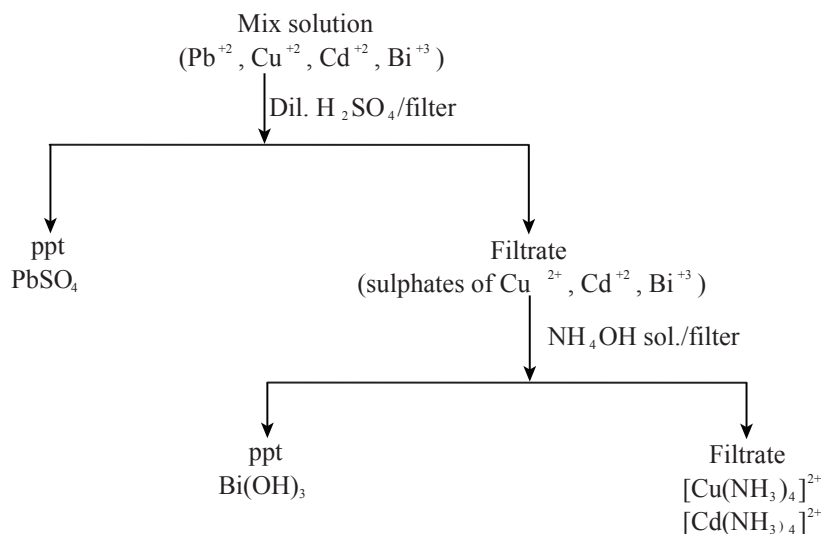 Mix solution
(Pb⁺², Cu⁺², Cd⁺², Bi⁺³)
Dil. H₂SO₄/filter
ppt
PbSO₄
Filtrate
(sulphates of Cu ²⁺, Cd⁺², Bi⁺³)
NH₄OH sol./filter
ppt
Bi(OH)₃
Filtrate
[Cu(NH₃)₄]²⁺
[Cd(NH₃)₄]²⁺